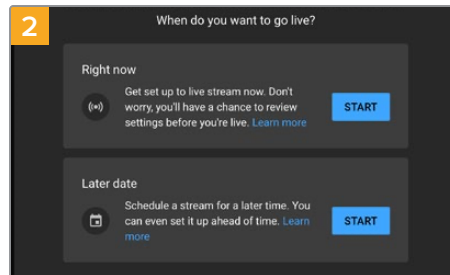 2
When do you want to go live?
Right now
Get set up to live stream now. Don't
worry, you'll have a chance to review
settings before you're live. Learn more
START
Later date
Schedule a stream for a later time. You
can even set it up ahead of time. Learn
more
START